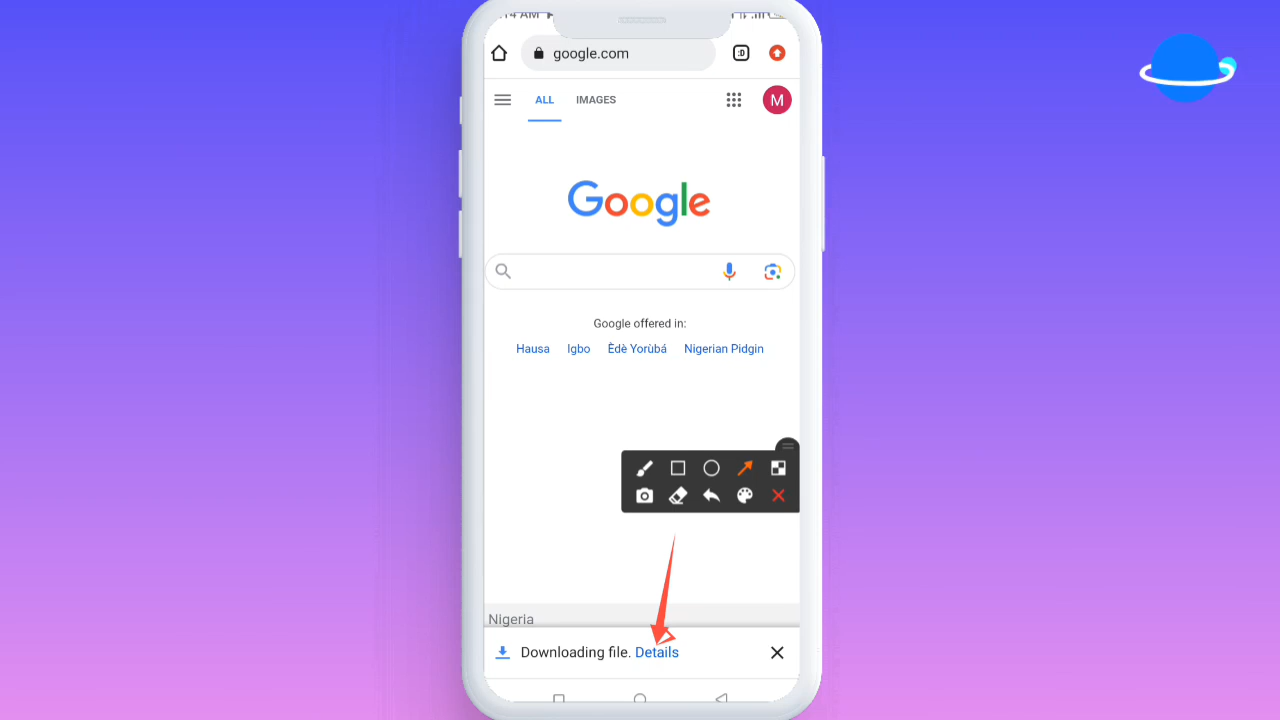 google.com
:D
ALL IMAGES
M
Google
Google offered in:
Hausa Igbo Èdè Yorùbá Nigerian Pidgin
Nigeria
Downloading file. Details